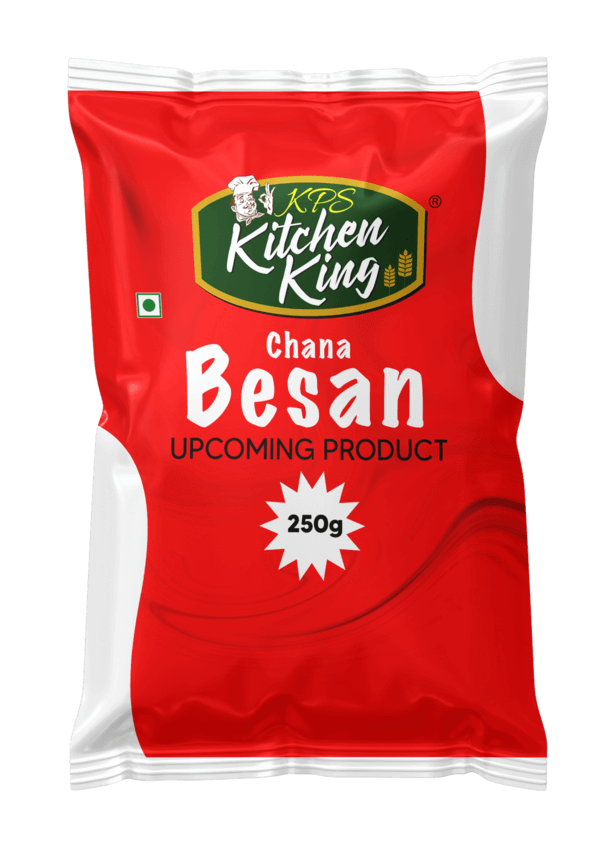 KPS
®
Kitchen
King
Chana
Besan
UPCOMING PRODUCT
250g